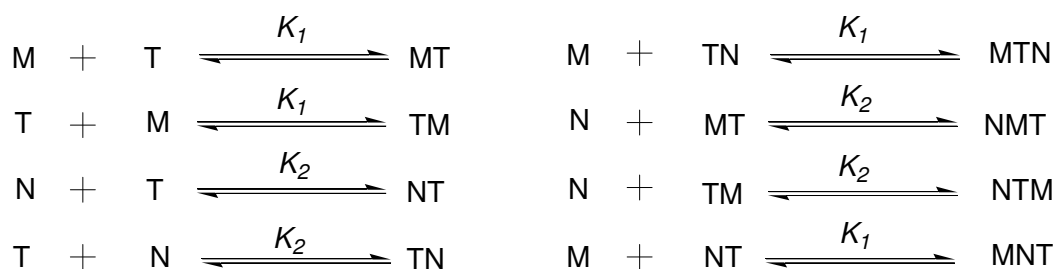 M + T K1 MT
T + M K1 TM
N + T K2 NT
T + N K2 TN
M + TN K1 MTN
N + MT K2 NMT
N + TM K2 NTM
M + NT K1 MNT